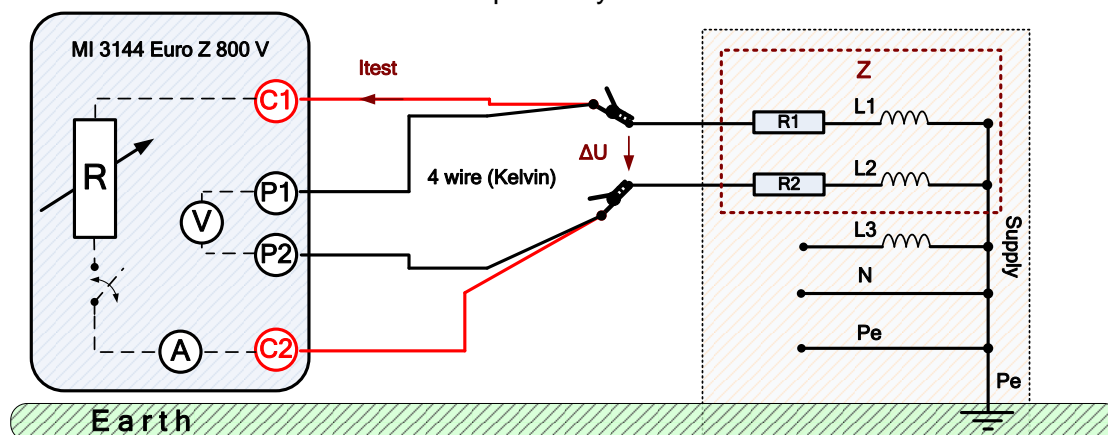 MI 3144 Euro Z 800 V
C1
Itest
R
P1
V
P2
A
C2
4 wire (Kelvin)
ΔU
Z
R1
L1
R2
L2
L3
N
Pe
Supply
Pe
Earth